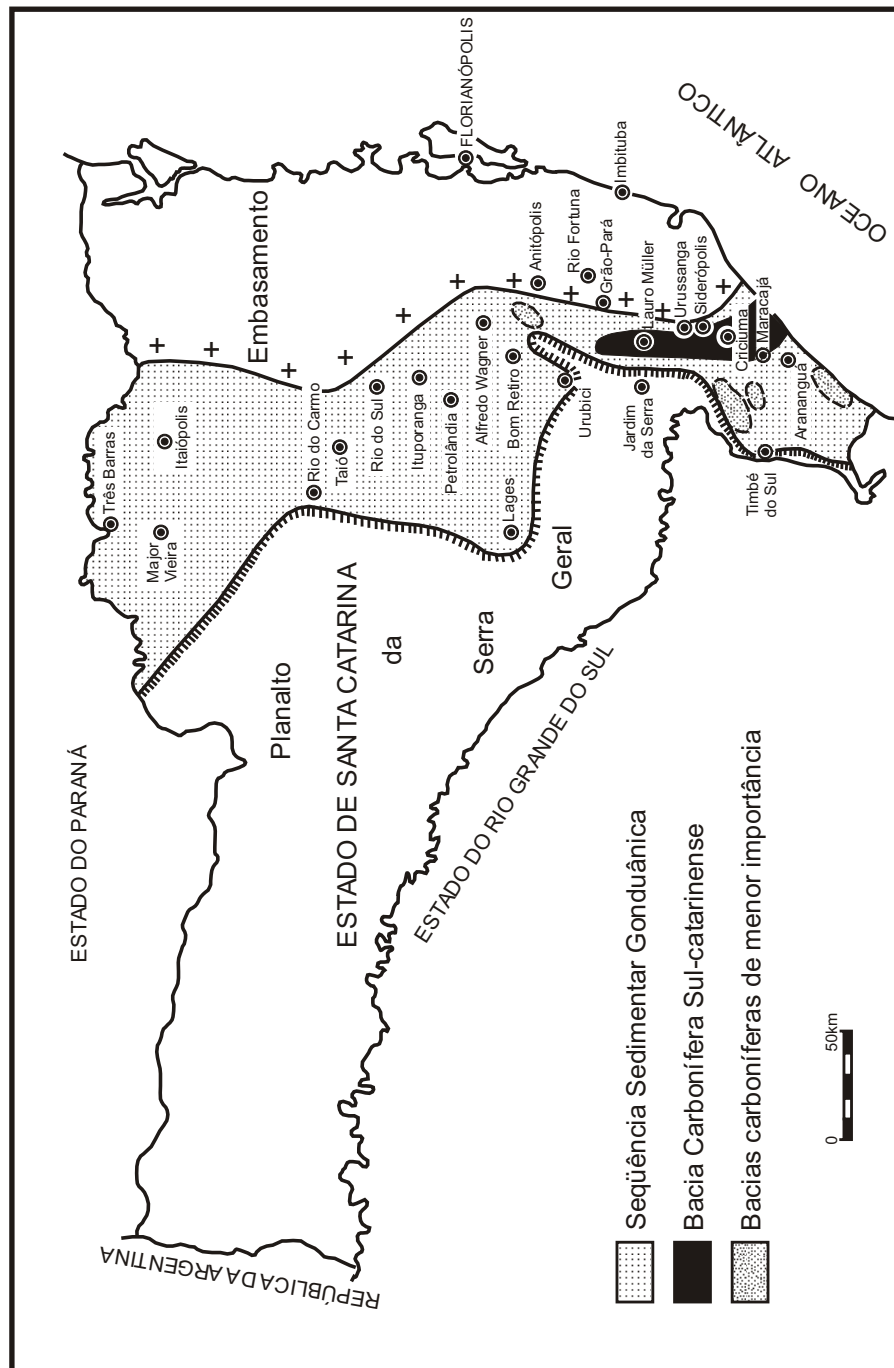 ESTADO DO PARANÁ
REPÚBLICA DA ARGENTINA
Planalto
da
Serra
Geral
ESTADO DE SANTA CATARINA
ESTADO DO RIO GRANDE DO SUL
Embasamento
OCEANO ATLÂNTICO
Três Barras
Major
Vieira
Itaiópolis
Rio do Carmo
Taió
Rio do Sul
Ituporanga
Petrolândia
Alfredo Wagner
Lages
Bom Retiro
Urubici
FLORIANÓPOLIS
Anitópolis
Rio Fortuna
Grão-Pará
Imbituba
Jardim
da Serra
Lauro Müller
Urussanga
Siderópolis
Criciuma
Maracajá
Timbé
do Sul
Arananguá
Seqüência Sedimentar Gonduânica
Bacia Carbonífera Sul-catarinense
Bacias carboníferas de menor importância
0
50km